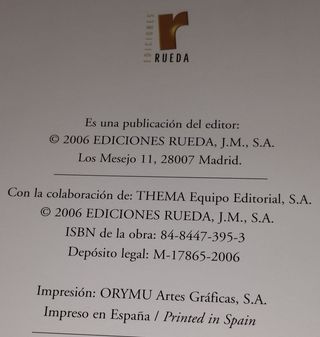 EDICIONES
r
RUEDA
Es una publicación del editor:
© 2006 EDICIONES RUEDA, J.M., S.A.
Los Mesejo 11, 28007 Madrid.
Con la colaboración de: THEMA Equipo Editorial, S.A.
© 2006 EDICIONES RUEDA, J.M., S.A.
ISBN de la obra: 84-8447-395-3
Depósito legal: M-17865-2006
Impresión: ORYMU Artes Gráficas, S.A.
Impreso en España / Printed in Spain